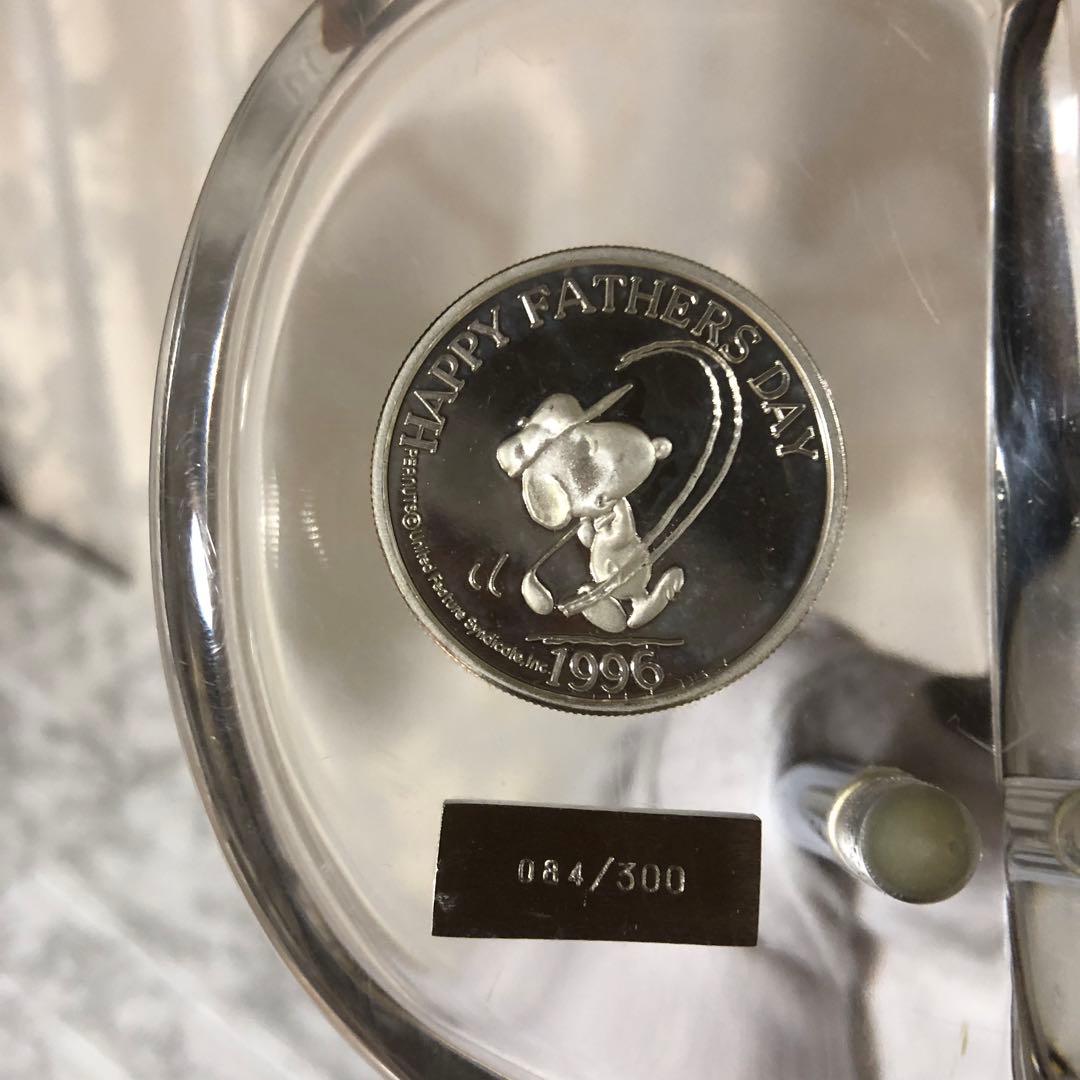 HAPPY FATHERS DAY
PEANUTS © United Feature Syndicate, Inc.
1996
084/300